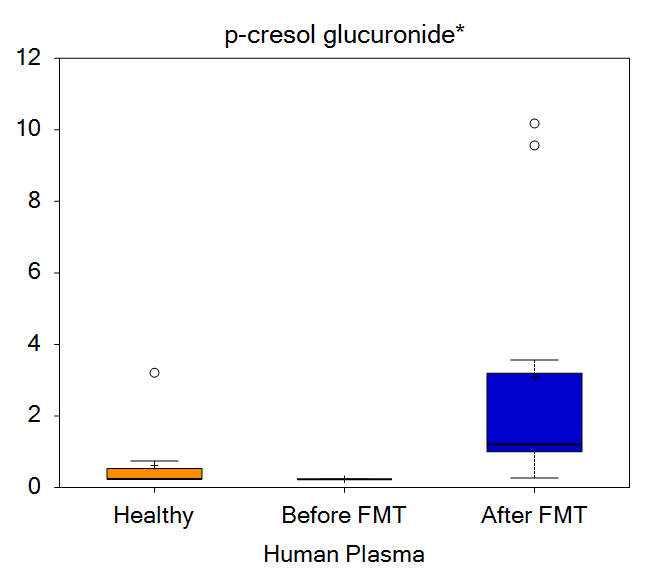 p-cresol glucuronide*
12
10
8
6
4
2
0
Healthy Before FMT After FMT
Human Plasma